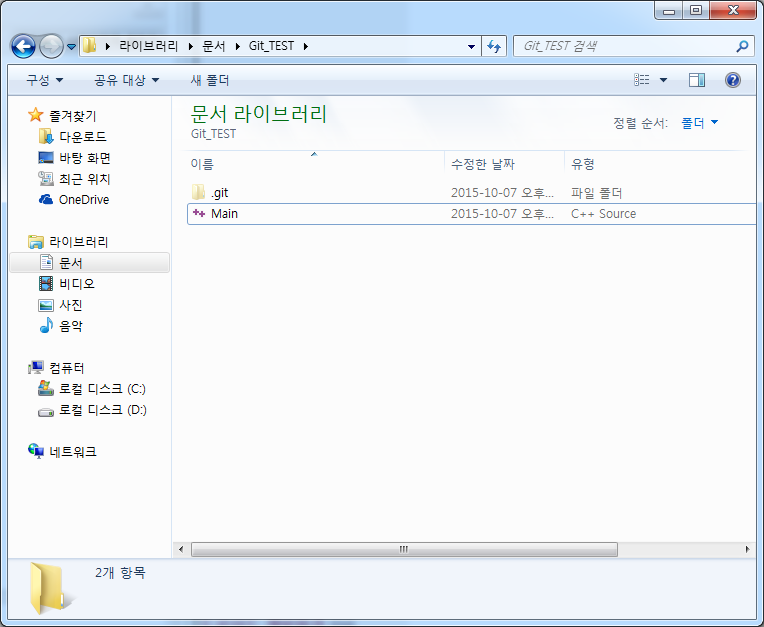 라이브러리 문서 Git_TEST Git_TEST 검색
구성 공유 대상 새 폴더
즐겨찾기
다운로드
바탕 화면
최근 위치
OneDrive
라이브러리
문서
비디오
사진
음악
컴퓨터
로컬 디스크 (C:)
로컬 디스크 (D:)
네트워크
문서 라이브러리
Git_TEST
정렬 순서: 폴더
이름 수정한 날짜 유형
.git 2015-10-07 오후... 파일 폴더
Main 2015-10-07 오후... C++ Source
2개 항목